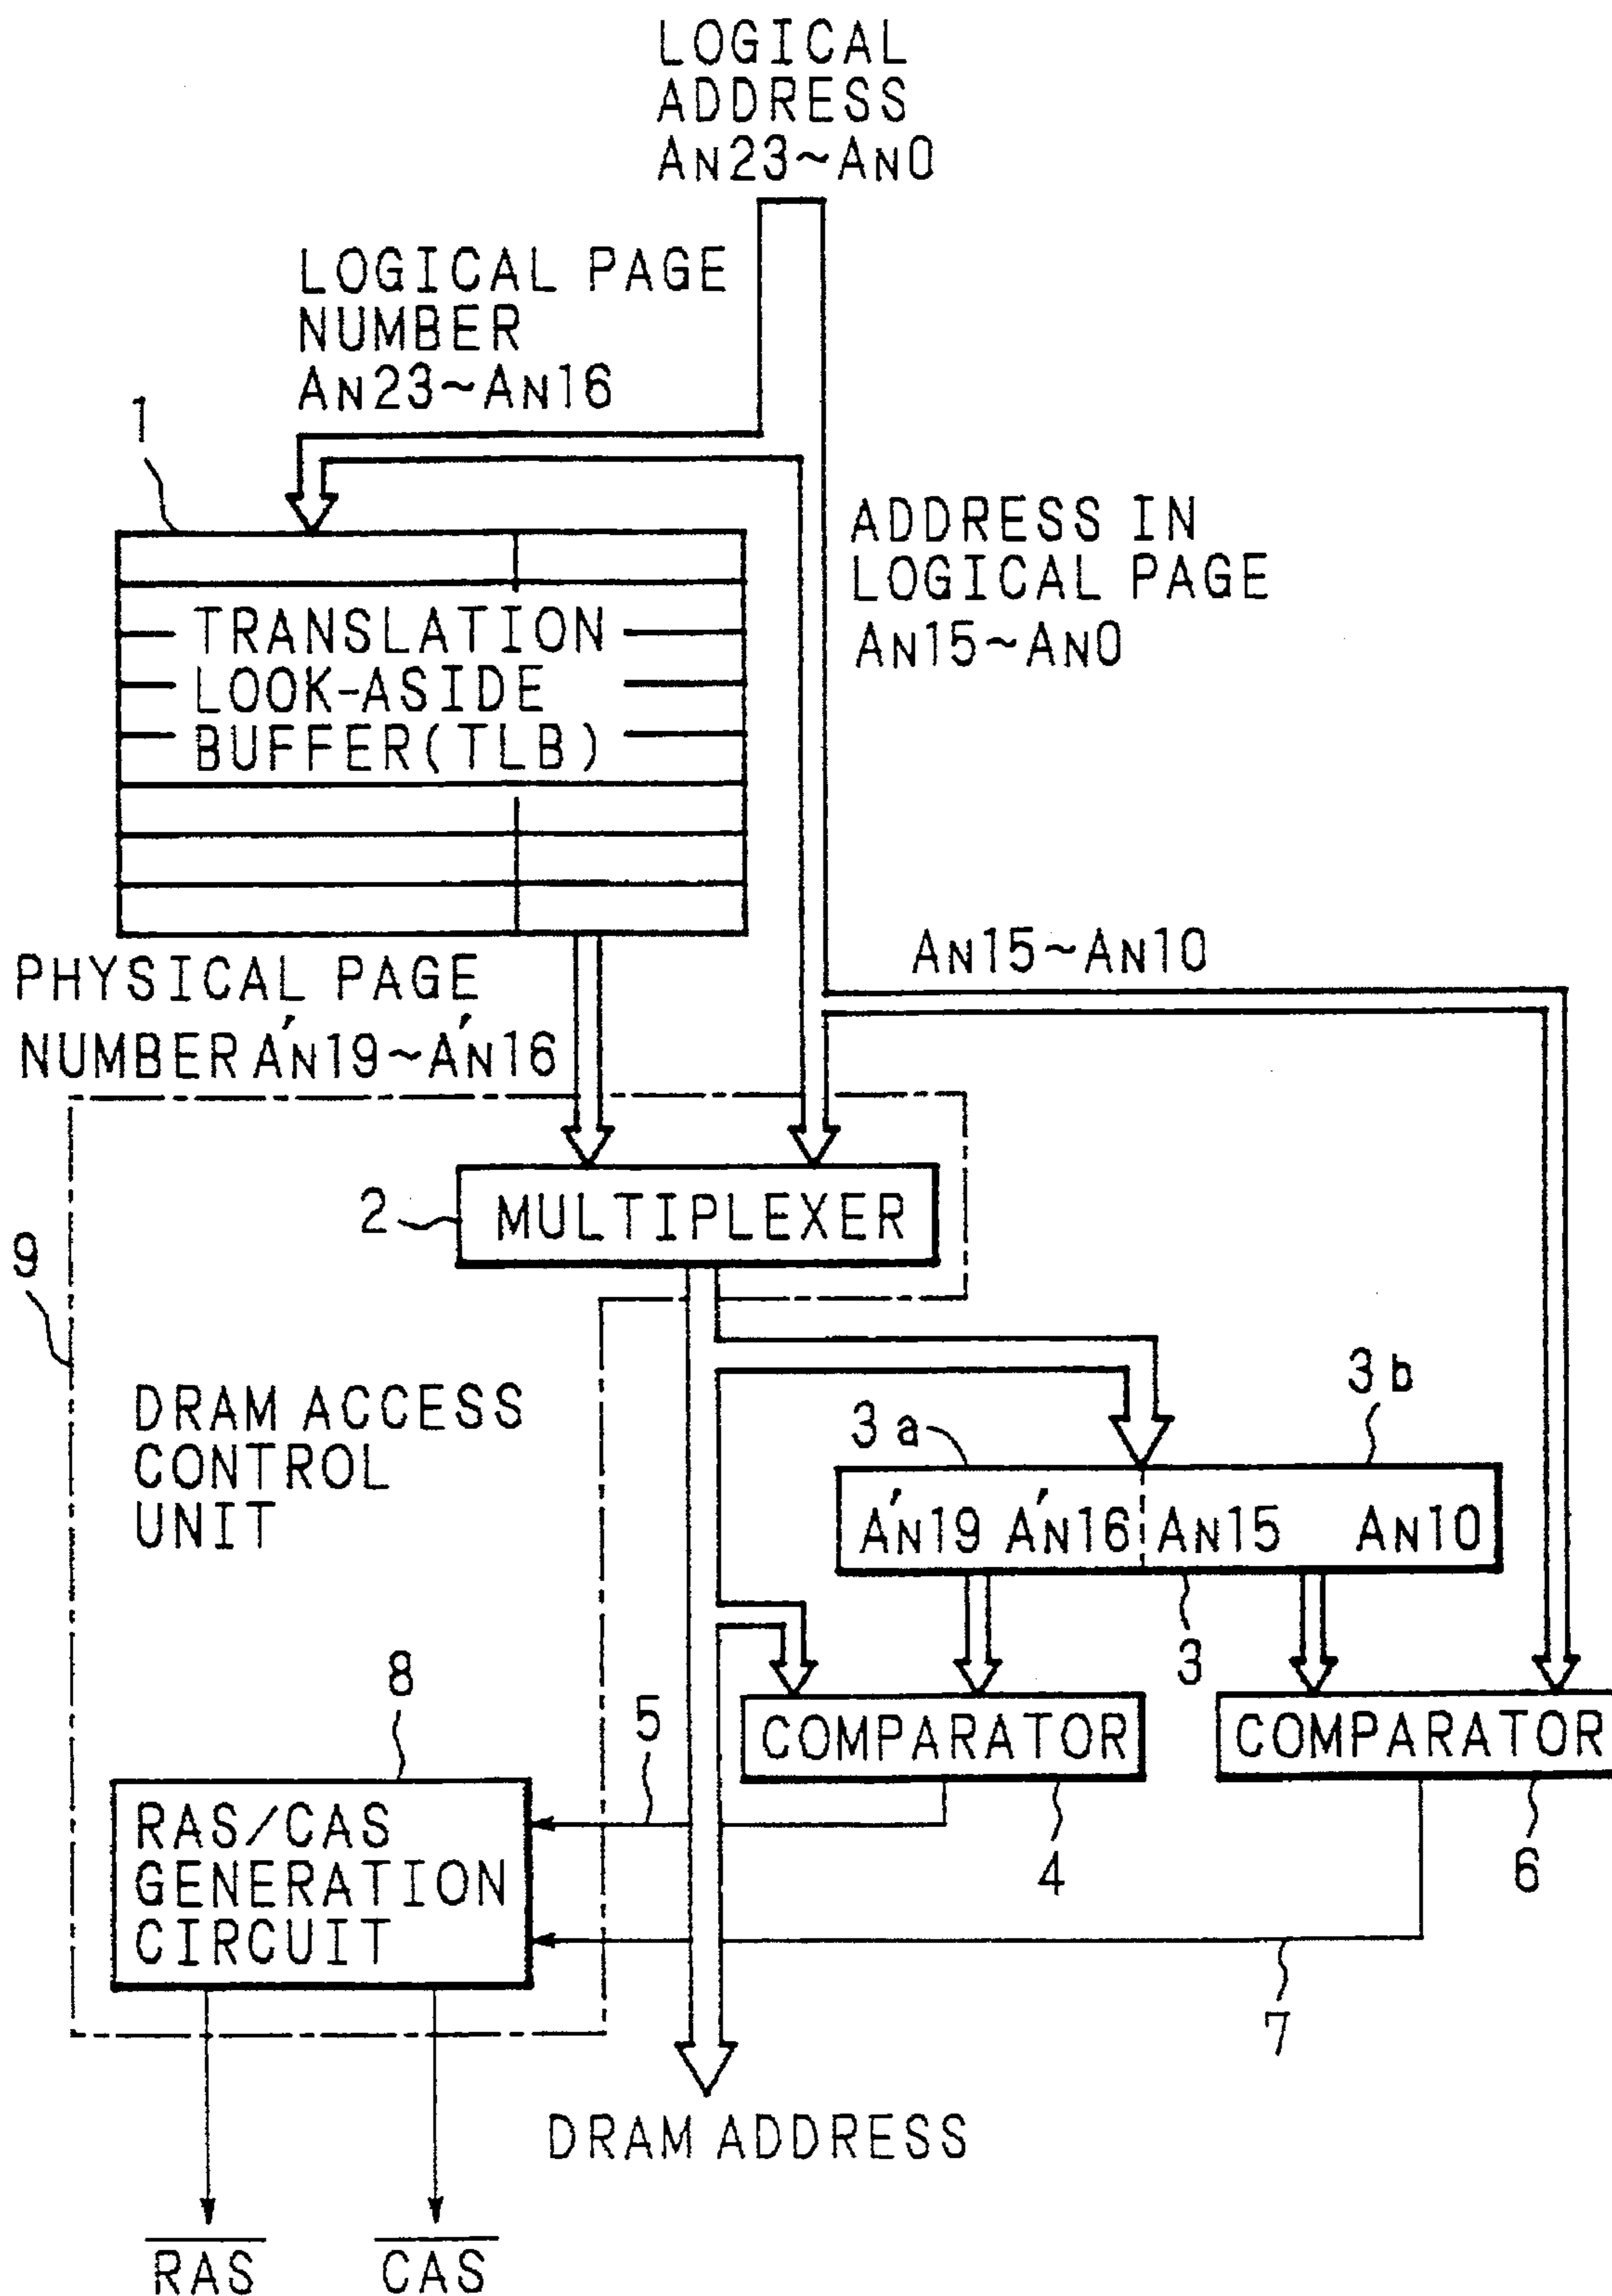 LOGICAL
ADDRESS
AN23~AN0
LOGICAL PAGE
NUMBER
AN23~AN16
1
ADDRESS IN
LOGICAL PAGE
AN15~AN0
TRANSLATION
LOOK-ASIDE
BUFFER(TLB)
AN15~AN10
PHYSICAL PAGE
NUMBER A'N19~A'N16
2
MULTIPLEXER
9
DRAM ACCESS
CONTROL
UNIT
3a
3b
A'N19 A'N16 AN15 AN10
3
8
5
COMPARATOR
COMPARATOR
RAS/CAS
GENERATION
CIRCUIT
4
6
7
DRAM ADDRESS
R̅A̅S̅
C̅A̅S̅